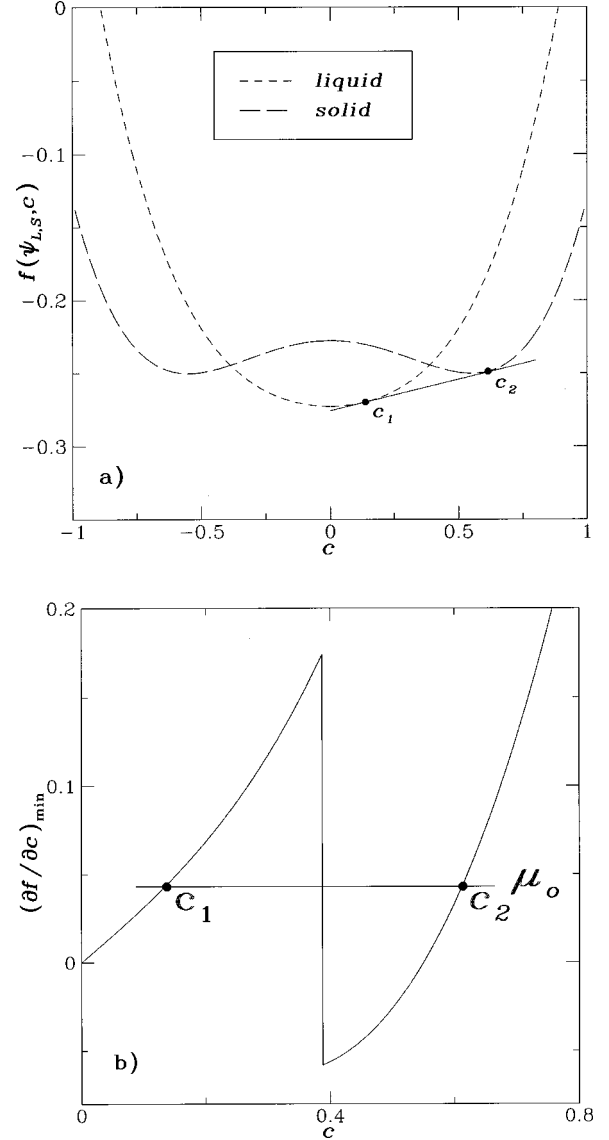 0
liquid
solid
−0.1
f(ψL,S,c)
−0.2
c2
c1
−0.3
a)
−1
−0.5
0
0.5
1
c
0.2
0.1
(∂f/∂c)min
c1
c2
μo
0
b)
0
0.4
0.8
c